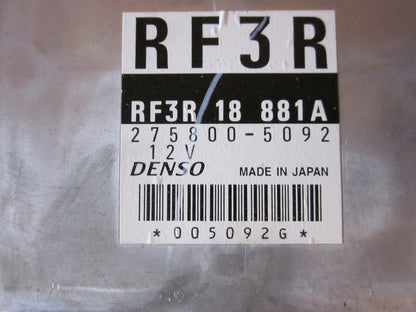 RF3R
RF3R 18 881A
275800-5092
12V
DENSO MADE IN JAPAN
*005092G*